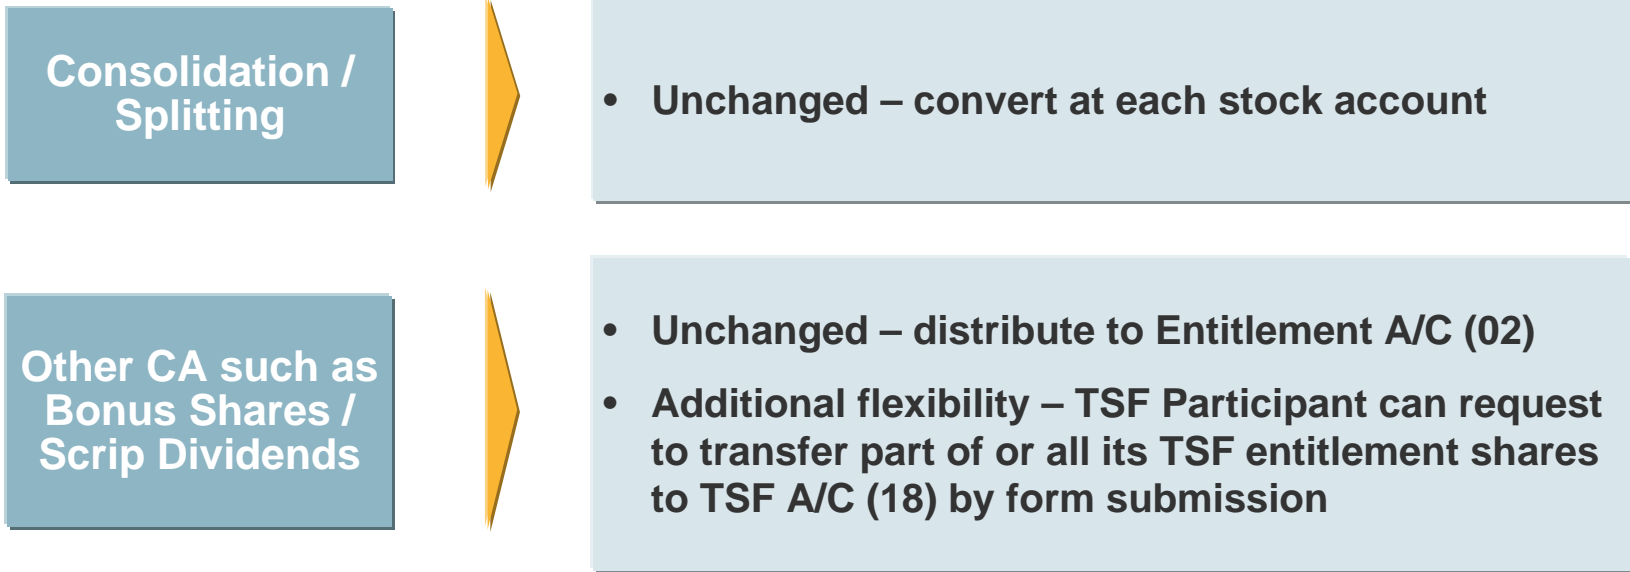 Consolidation /
Splitting
• Unchanged – convert at each stock account
Other CA such as
Bonus Shares /
Scrip Dividends
• Unchanged – distribute to Entitlement A/C (02)
• Additional flexibility – TSF Participant can request
to transfer part of or all its TSF entitlement shares
to TSF A/C (18) by form submission